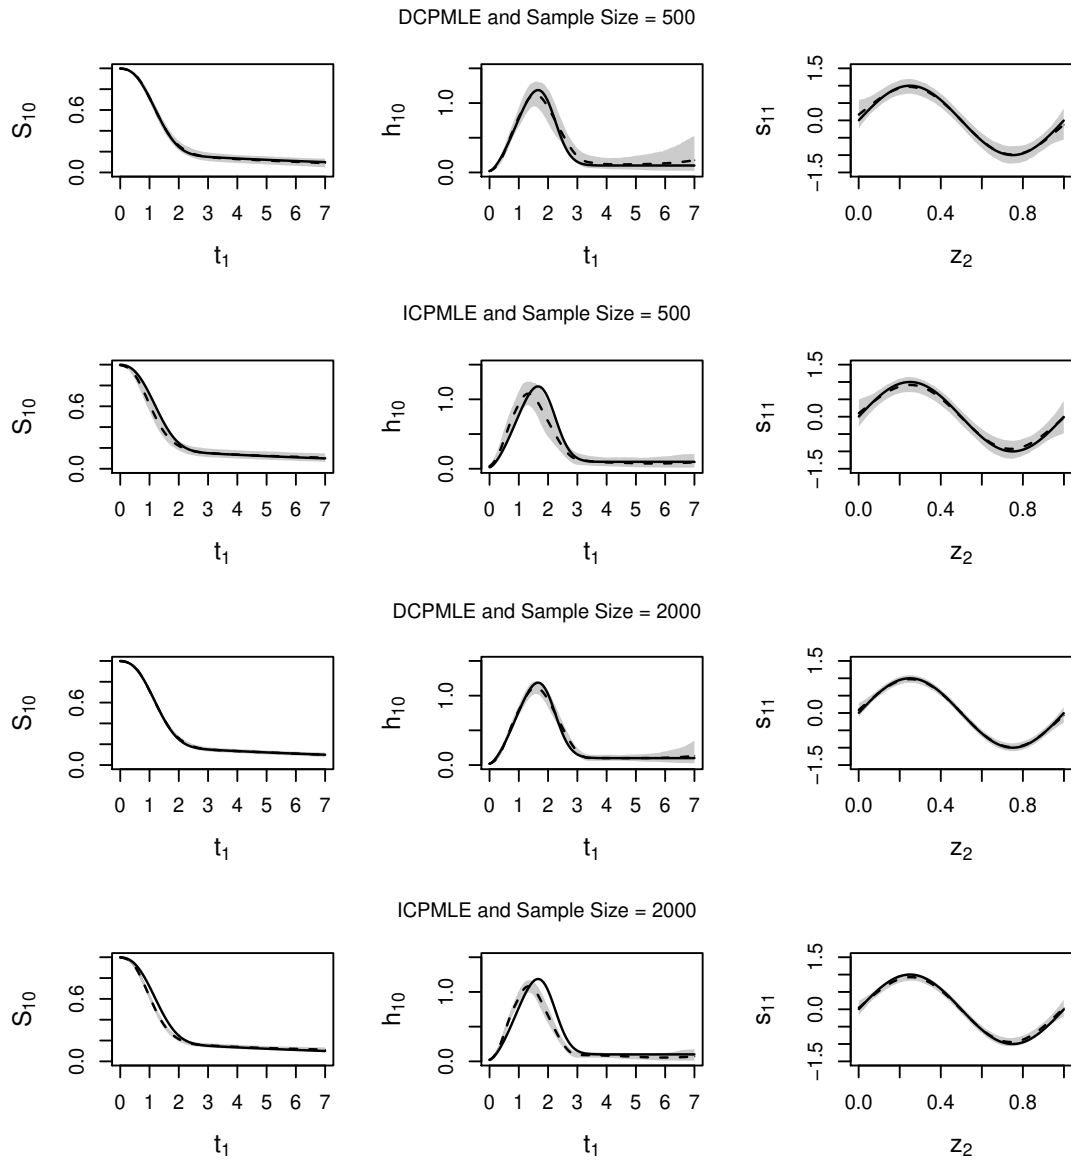 DCPMLE and Sample Size = 500
S10
0.0 0.6
0 1 2 3 4 5 6 7
t1
h10
0.0 1.0
0 1 2 3 4 5 6 7
t1
s11
−1.5 0.0 1.5
0.0 0.4 0.8
z2
ICPMLE and Sample Size = 500
S10
0.0 0.6
0 1 2 3 4 5 6 7
t1
h10
0.0 1.0
0 1 2 3 4 5 6 7
t1
s11
−1.5 0.0 1.5
0.0 0.4 0.8
z2
DCPMLE and Sample Size = 2000
S10
0.0 0.6
0 1 2 3 4 5 6 7
t1
h10
0.0 1.0
0 1 2 3 4 5 6 7
t1
s11
−1.5 0.0 1.5
0.0 0.4 0.8
z2
ICPMLE and Sample Size = 2000
S10
0.0 0.6
0 1 2 3 4 5 6 7
t1
h10
0.0 1.0
0 1 2 3 4 5 6 7
t1
s11
−1.5 0.0 1.5
0.0 0.4 0.8
z2